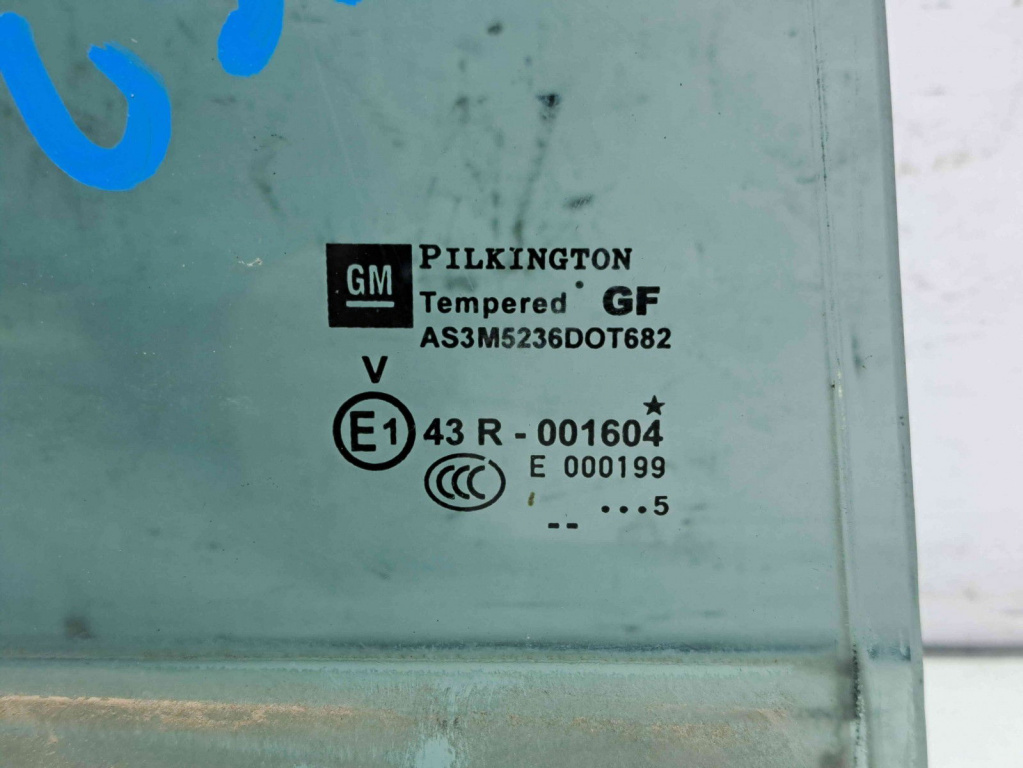 GM
PILKINGTON
Tempered GF
AS3M5236DOT682
V
E1 43 R - 001604
CCC E 000199
...5
--